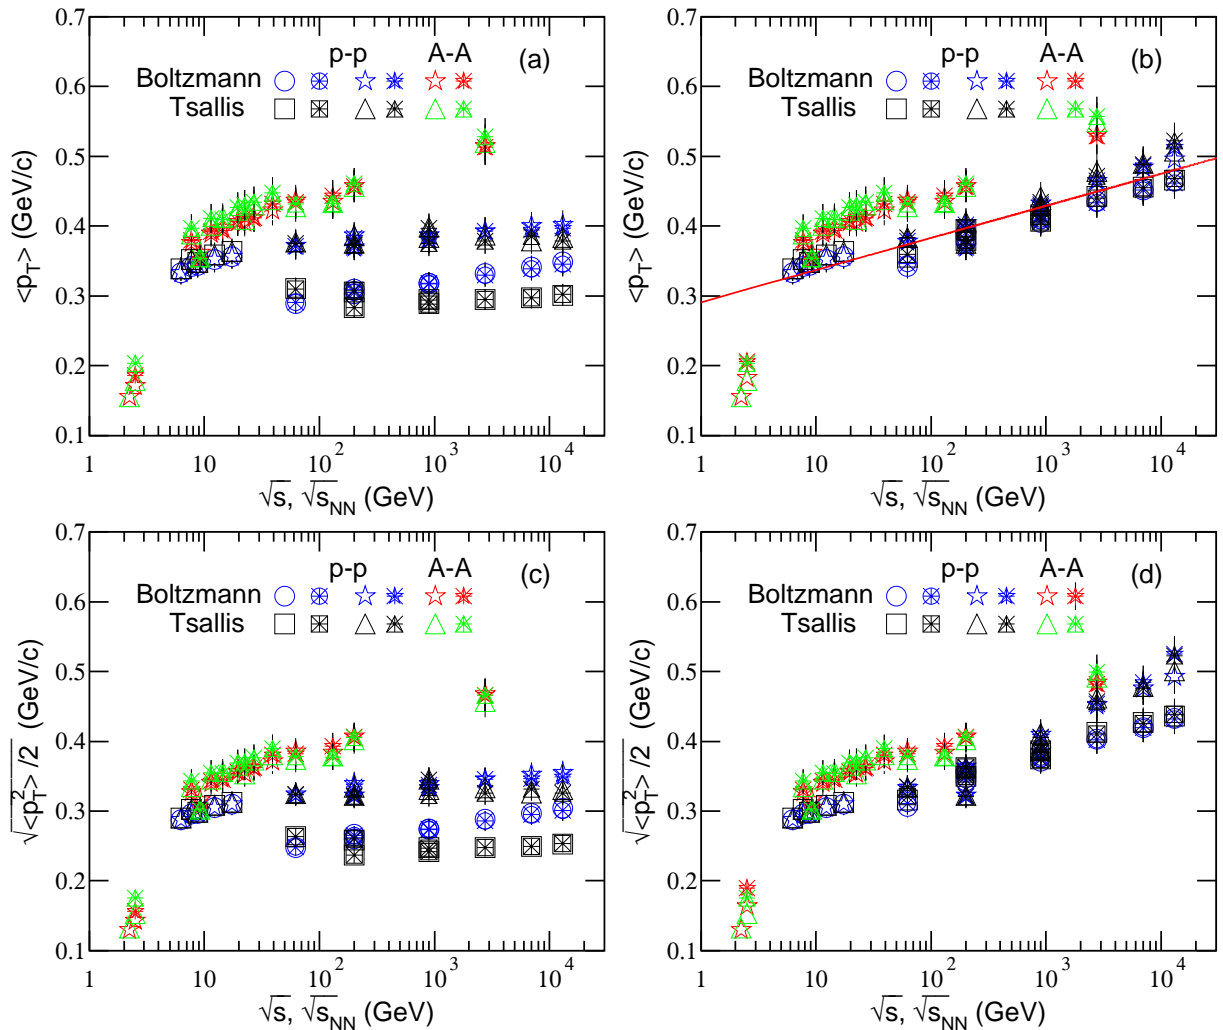 0.7
0.6
0.5
0.4
0.3
0.2
0.1
<p_T> (GeV/c)
p-p A-A (a)
Boltzmann
Tsallis
1 10 10^2 10^3 10^4
√s, √s_NN (GeV)
0.7
0.6
0.5
0.4
0.3
0.2
0.1
<p_T> (GeV/c)
p-p A-A (b)
Boltzmann
Tsallis
1 10 10^2 10^3 10^4
√s, √s_NN (GeV)
0.7
0.6
0.5
0.4
0.3
0.2
0.1
√<p_T^2>/2 (GeV/c)
p-p A-A (c)
Boltzmann
Tsallis
1 10 10^2 10^3 10^4
√s, √s_NN (GeV)
0.7
0.6
0.5
0.4
0.3
0.2
0.1
√<p_T^2>/2 (GeV/c)
p-p A-A (d)
Boltzmann
Tsallis
1 10 10^2 10^3 10^4
√s, √s_NN (GeV)